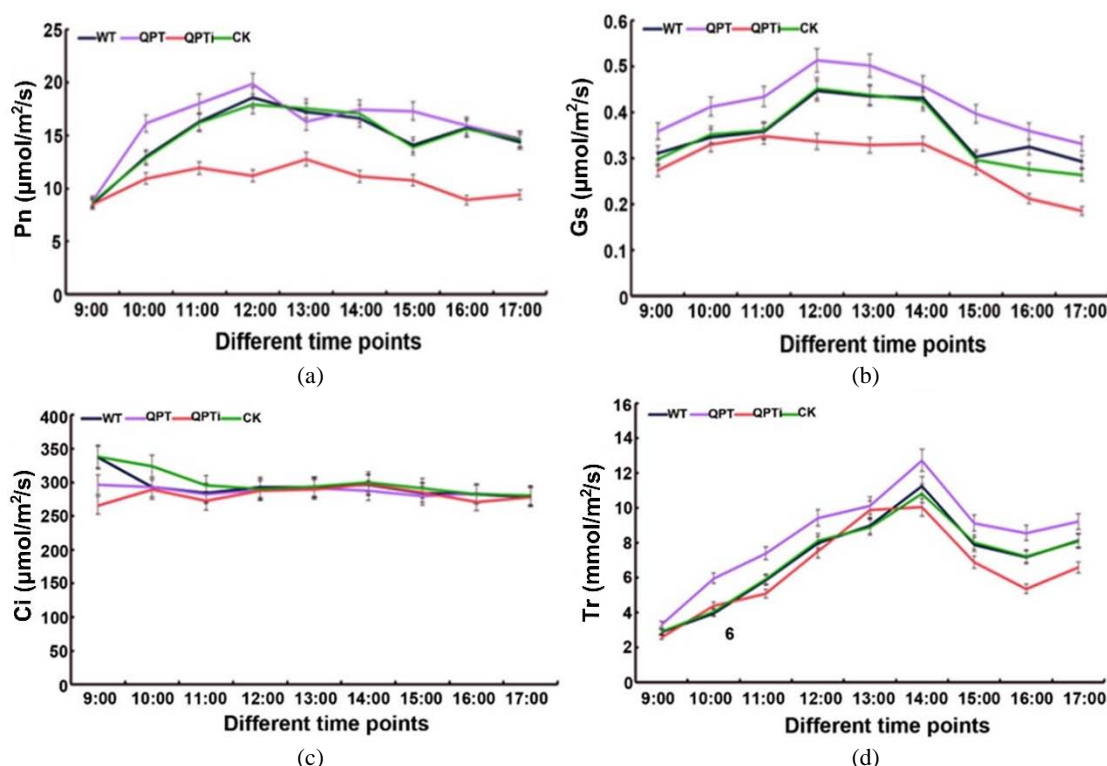 25
20
15
10
5
0
Pn (µmol/m²/s)
WT QPT QPTi CK
9:00 10:00 11:00 12:00 13:00 14:00 15:00 16:00 17:00
Different time points
(a)
0.6
0.5
0.4
0.3
0.2
0.1
0
Gs (µmol/m²/s)
WT QPT QPTi CK
9:00 10:00 11:00 12:00 13:00 14:00 15:00 16:00 17:00
Different time points
(b)
400
350
300
250
200
150
100
50
0
Ci (µmol/m²/s)
WT QPT QPTi CK
9:00 10:00 11:00 12:00 13:00 14:00 15:00 16:00 17:00
Different time points
(c)
16
14
12
10
8
6
4
2
0
Tr (mmol/m²/s)
WT QPT QPTi CK
6
9:00 10:00 11:00 12:00 13:00 14:00 15:00 16:00 17:00
Different time points
(d)